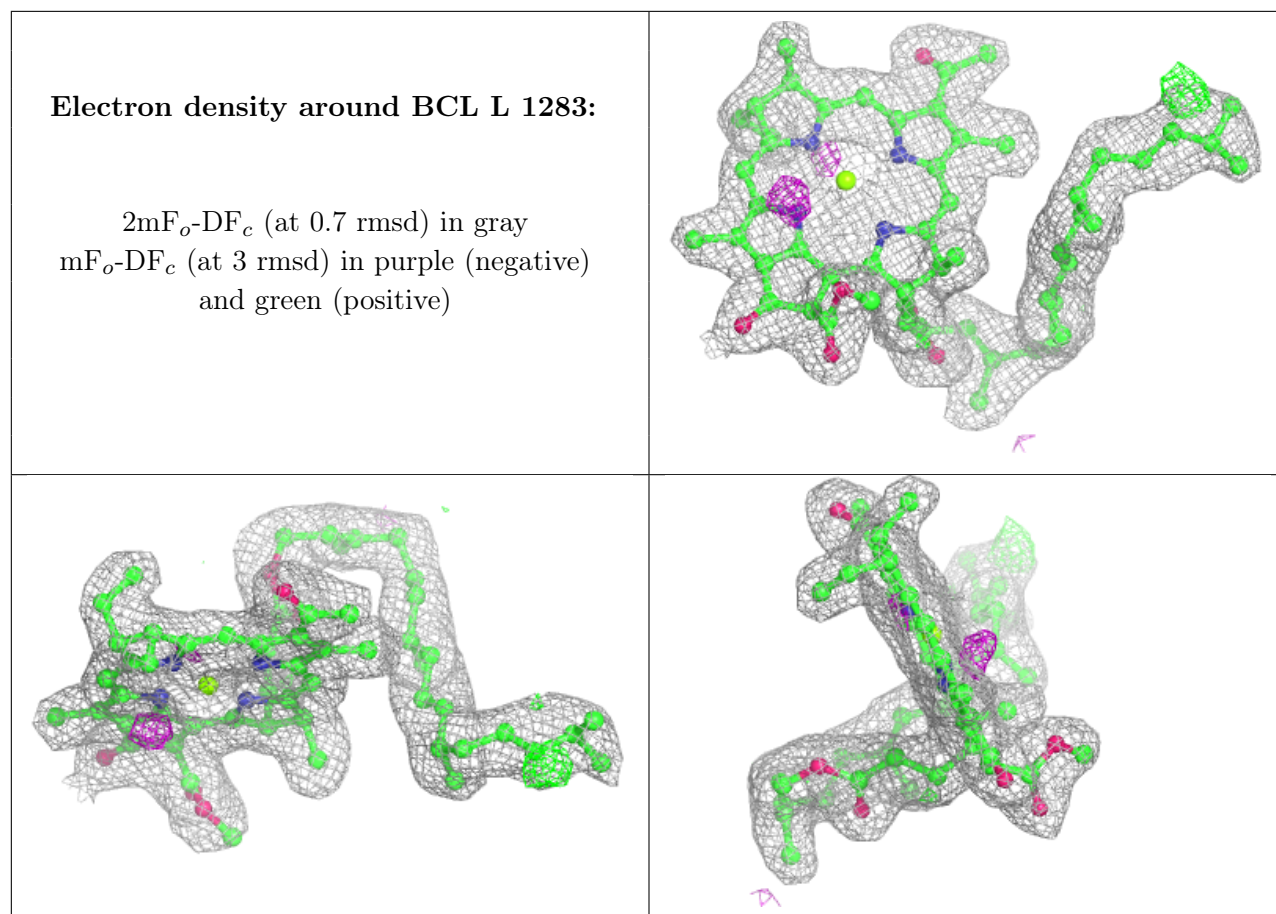 Electron density around BCL L 1283:
2mFo-DFc (at 0.7 rmsd) in gray
mFo-DFc (at 3 rmsd) in purple (negative)
and green (positive)